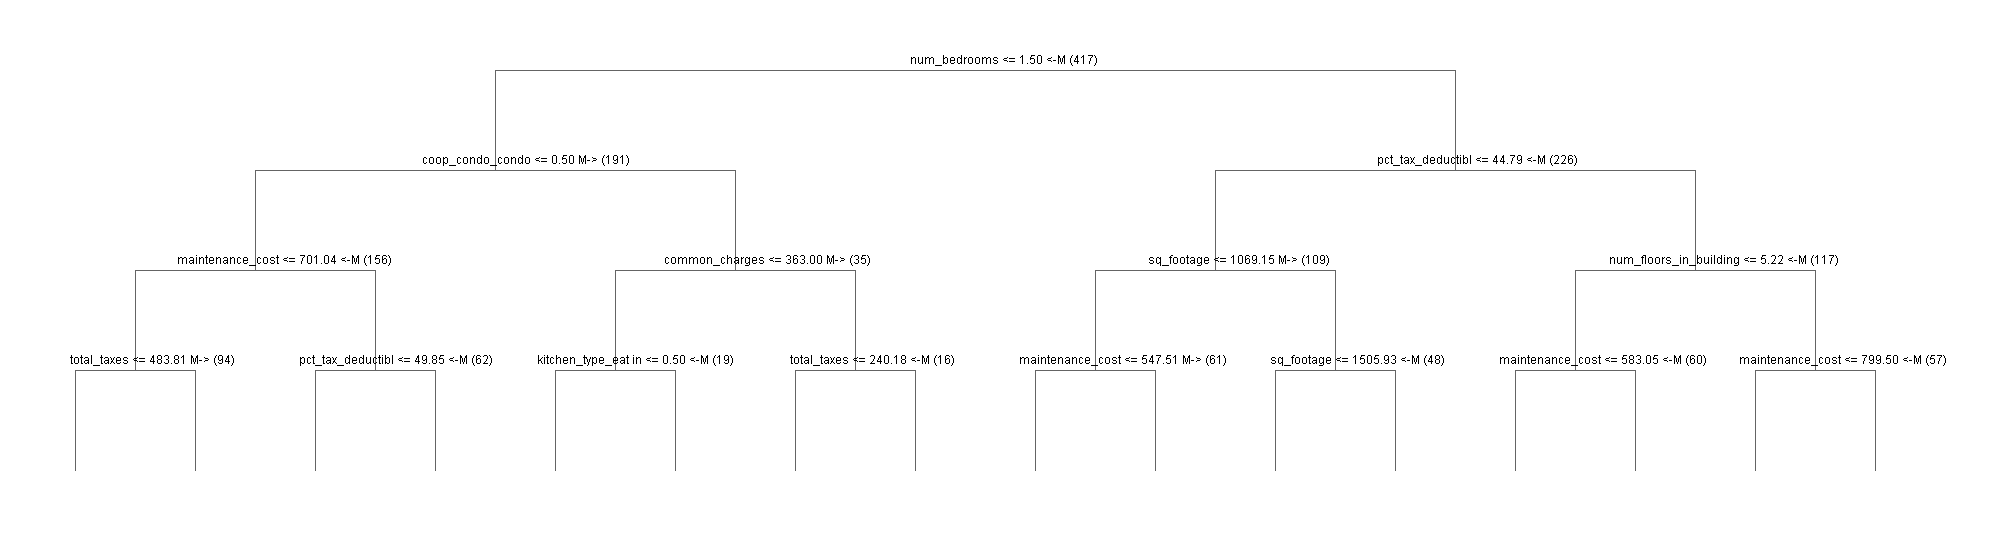 num_bedrooms <= 1.50 <-M (417)
coop_condo_condo <= 0.50 M-> (191)
pct_tax_deductibl <= 44.79 <-M (226)
maintenance_cost <= 701.04 <-M (156)
common_charges <= 363.00 M-> (35)
sq_footage <= 1069.15 M-> (109)
num_floors_in_building <= 5.22 <-M (117)
total_taxes <= 483.81 M-> (94)
pct_tax_deductibl <= 49.85 <-M (62)
kitchen_type_eat in <= 0.50 <-M (19)
total_taxes <= 240.18 <-M (16)
maintenance_cost <= 547.51 M-> (61)
sq_footage <= 1505.93 <-M (48)
maintenance_cost <= 583.05 <-M (60)
maintenance_cost <= 799.50 <-M (57)